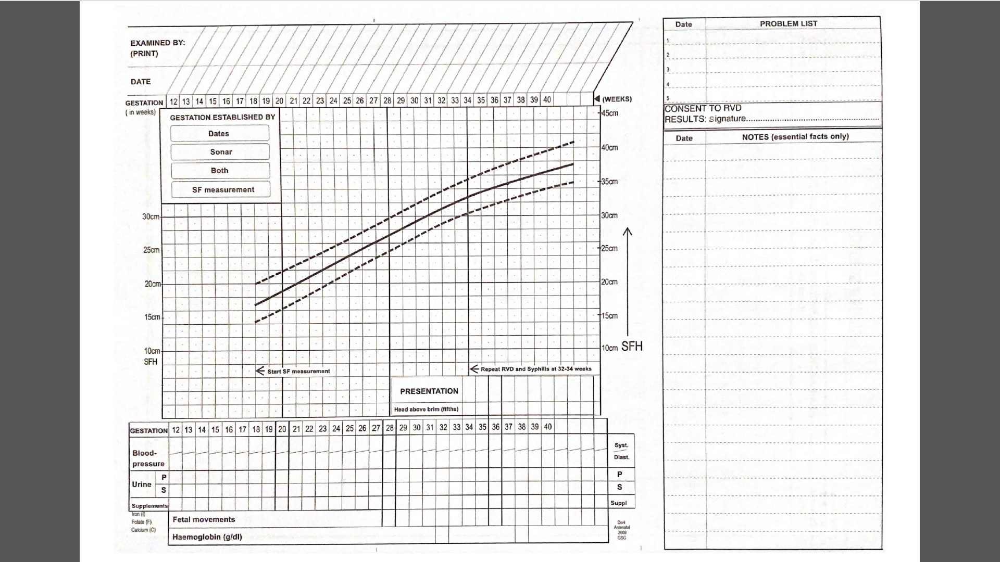 EXAMINED BY:
(PRINT)
DATE
GESTATION 12 13 14 15 16 17 18 19 20 21 22 23 24 25 26 27 28 29 30 31 32 33 34 35 36 37 38 39 40 (WEEKS)
( in weeks)
GESTATION ESTABLISHED BY
Dates
Sonar
Both
SF measurement
30cm
25cm
20cm
15cm
10cm
SFH
45cm
40cm
35cm
30cm
25cm
20cm
15cm
10cm SFH
Start SF measurement
Repeat RVD and Syphilis at 32-34 weeks
PRESENTATION
Head above brim (fifths)
GESTATION 12 13 14 15 16 17 18 19 20 21 22 23 24 25 26 27 28 29 30 31 32 33 34 35 36 37 38 39 40
Blood-
pressure
Syst.
Diast.
Urine
P
S
P
S
Supplements
Suppl
Iron (I)
Folate (F)
Calcium (C)
Fetal movements
Haemoglobin (g/dl)
DoH
Antenatal
2009
GSG
Date PROBLEM LIST
1
2
3
4
5
CONSENT TO RVD
RESULTS: signature..........................................................
Date NOTES (essential facts only)